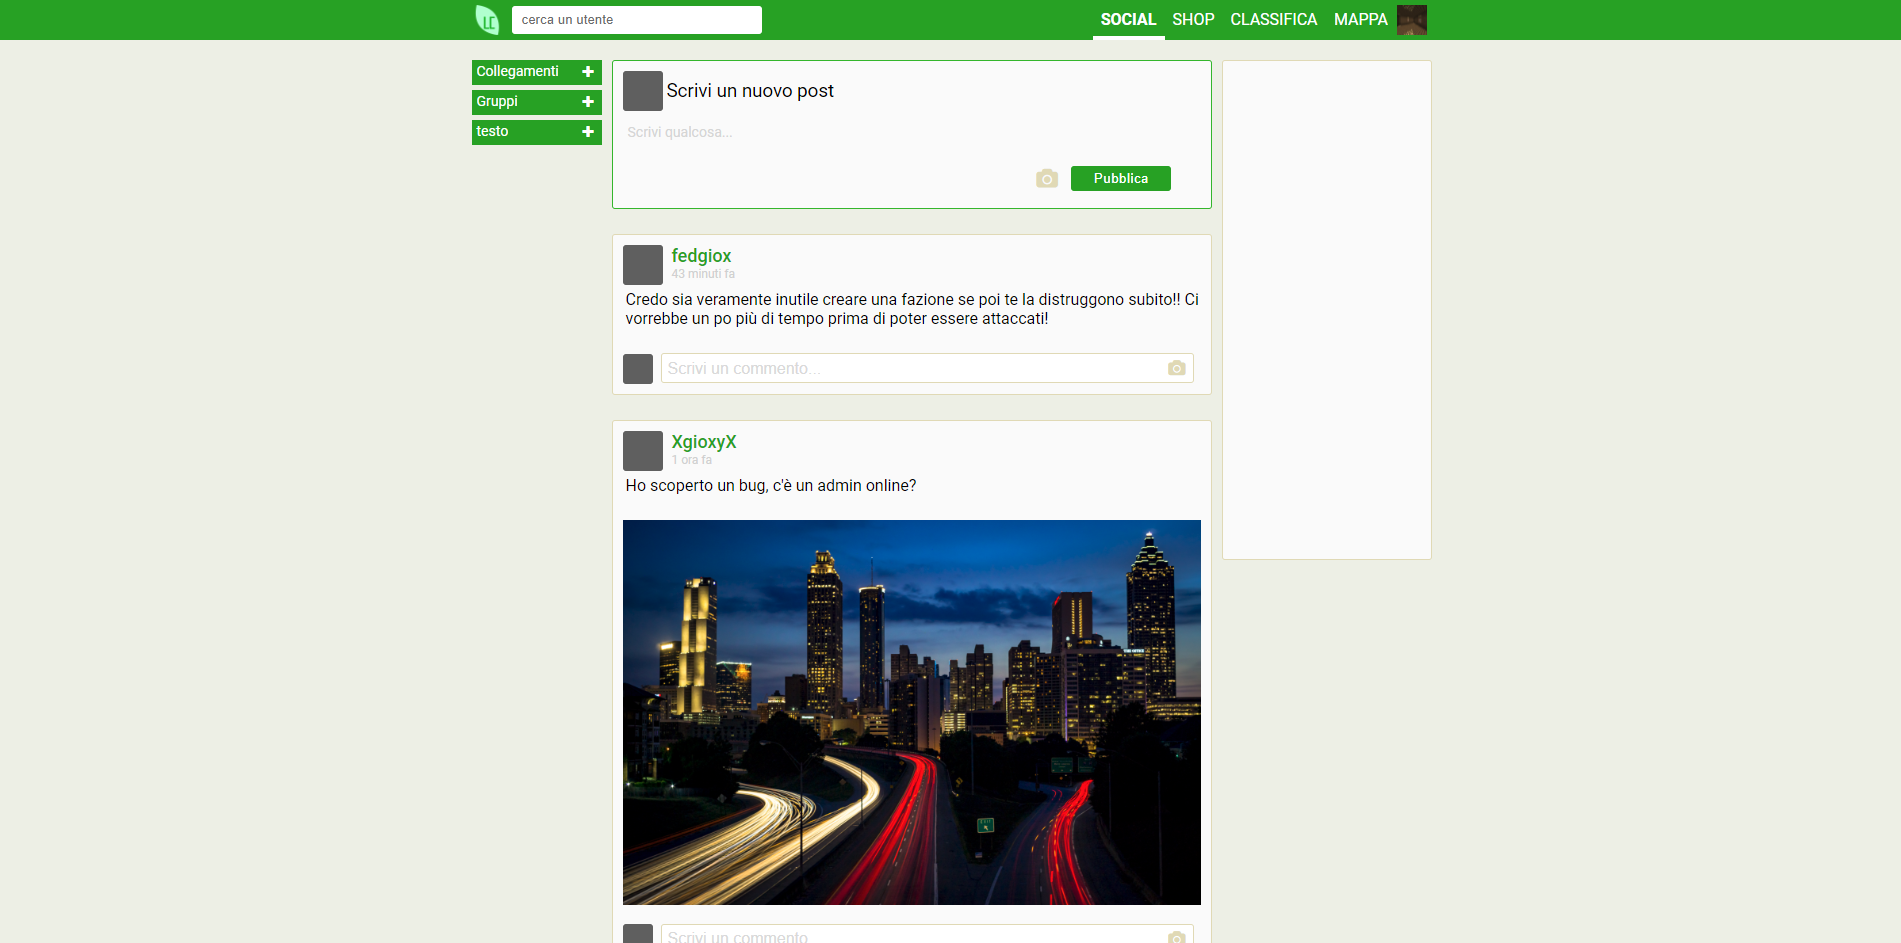 LC
cerca un utente
SOCIAL
SHOP
CLASSIFICA
MAPPA
Collegamenti
Gruppi
testo
Scrivi un nuovo post
Scrivi qualcosa...
Pubblica
fedgiox
43 minuti fa
Credo sia veramente inutile creare una fazione se poi te la distruggono subito!! Ci
vorrebbe un po più di tempo prima di poter essere attaccati!
Scrivi un commento...
XgioxyX
1 ora fa
Ho scoperto un bug, c'è un admin online?
EXIT
Scrivi un commento